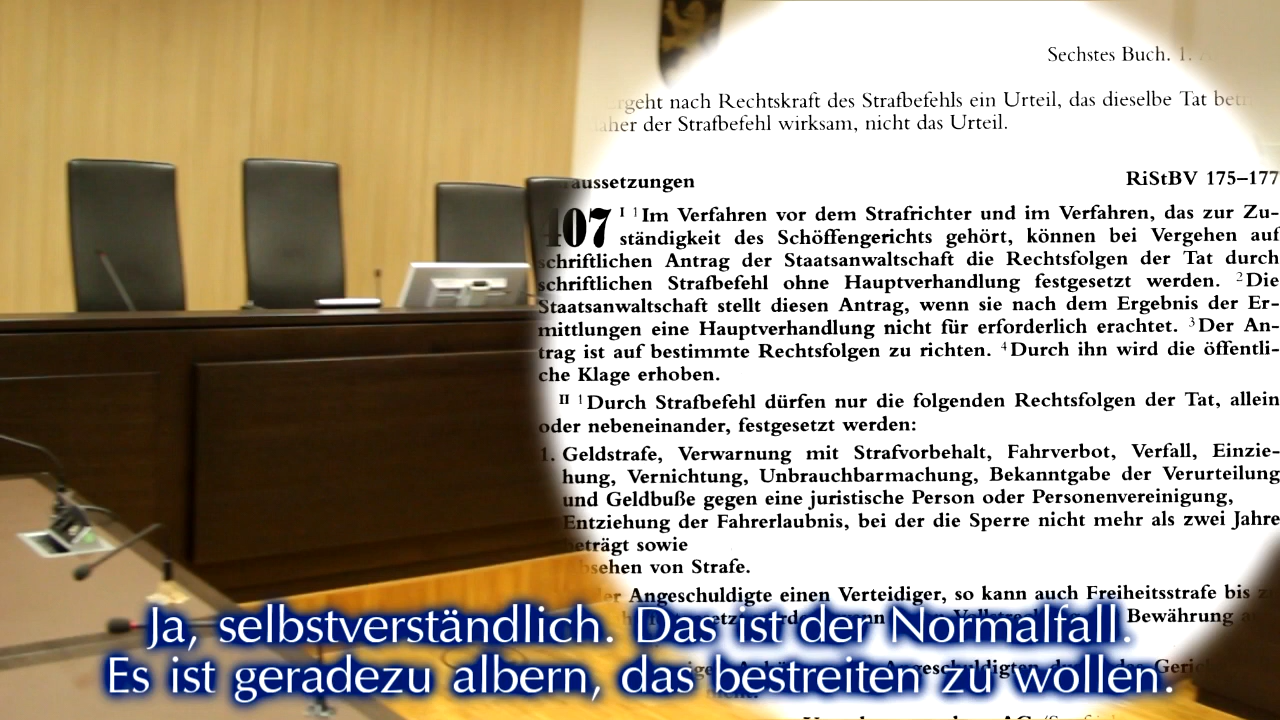 Sechstes Buch. 1.
ergeht nach Rechtskraft des Strafbefehls ein Urteil, das dieselbe Tat
daher der Strafbefehl wirksam, nicht das Urteil.
aussetzungen RiStBV 175–177
407 I 1 Im Verfahren vor dem Strafrichter und im Verfahren, das zur Zu-
ständigkeit des Schöffengerichts gehört, können bei Vergehen auf
schriftlichen Antrag der Staatsanwaltschaft die Rechtsfolgen der Tat durch
schriftlichen Strafbefehl ohne Hauptverhandlung festgesetzt werden. 2 Die
Staatsanwaltschaft stellt diesen Antrag, wenn sie nach dem Ergebnis der Er-
mittlungen eine Hauptverhandlung nicht für erforderlich erachtet. 3 Der An-
trag ist auf bestimmte Rechtsfolgen zu richten. 4 Durch ihn wird die öffentli-
che Klage erhoben.
II 1 Durch Strafbefehl dürfen nur die folgenden Rechtsfolgen der Tat, allein
oder nebeneinander, festgesetzt werden:
1. Geldstrafe, Verwarnung mit Strafvorbehalt, Fahrverbot, Verfall, Einzie-
hung, Vernichtung, Unbrauchbarmachung, Bekanntgabe der Verurteilung
und Geldbuße gegen eine juristische Person oder Personenvereinigung,
Entziehung der Fahrerlaubnis, bei der die Sperre nicht mehr als zwei Jahre
beträgt sowie
Absehen von Strafe.
der Angeschuldigte einen Verteidiger, so kann auch Freiheitsstrafe bis
Bewährung
Ja, selbstverständlich. Das ist der Normalfall.
Es ist geradezu albern, das bestreiten zu wollen.